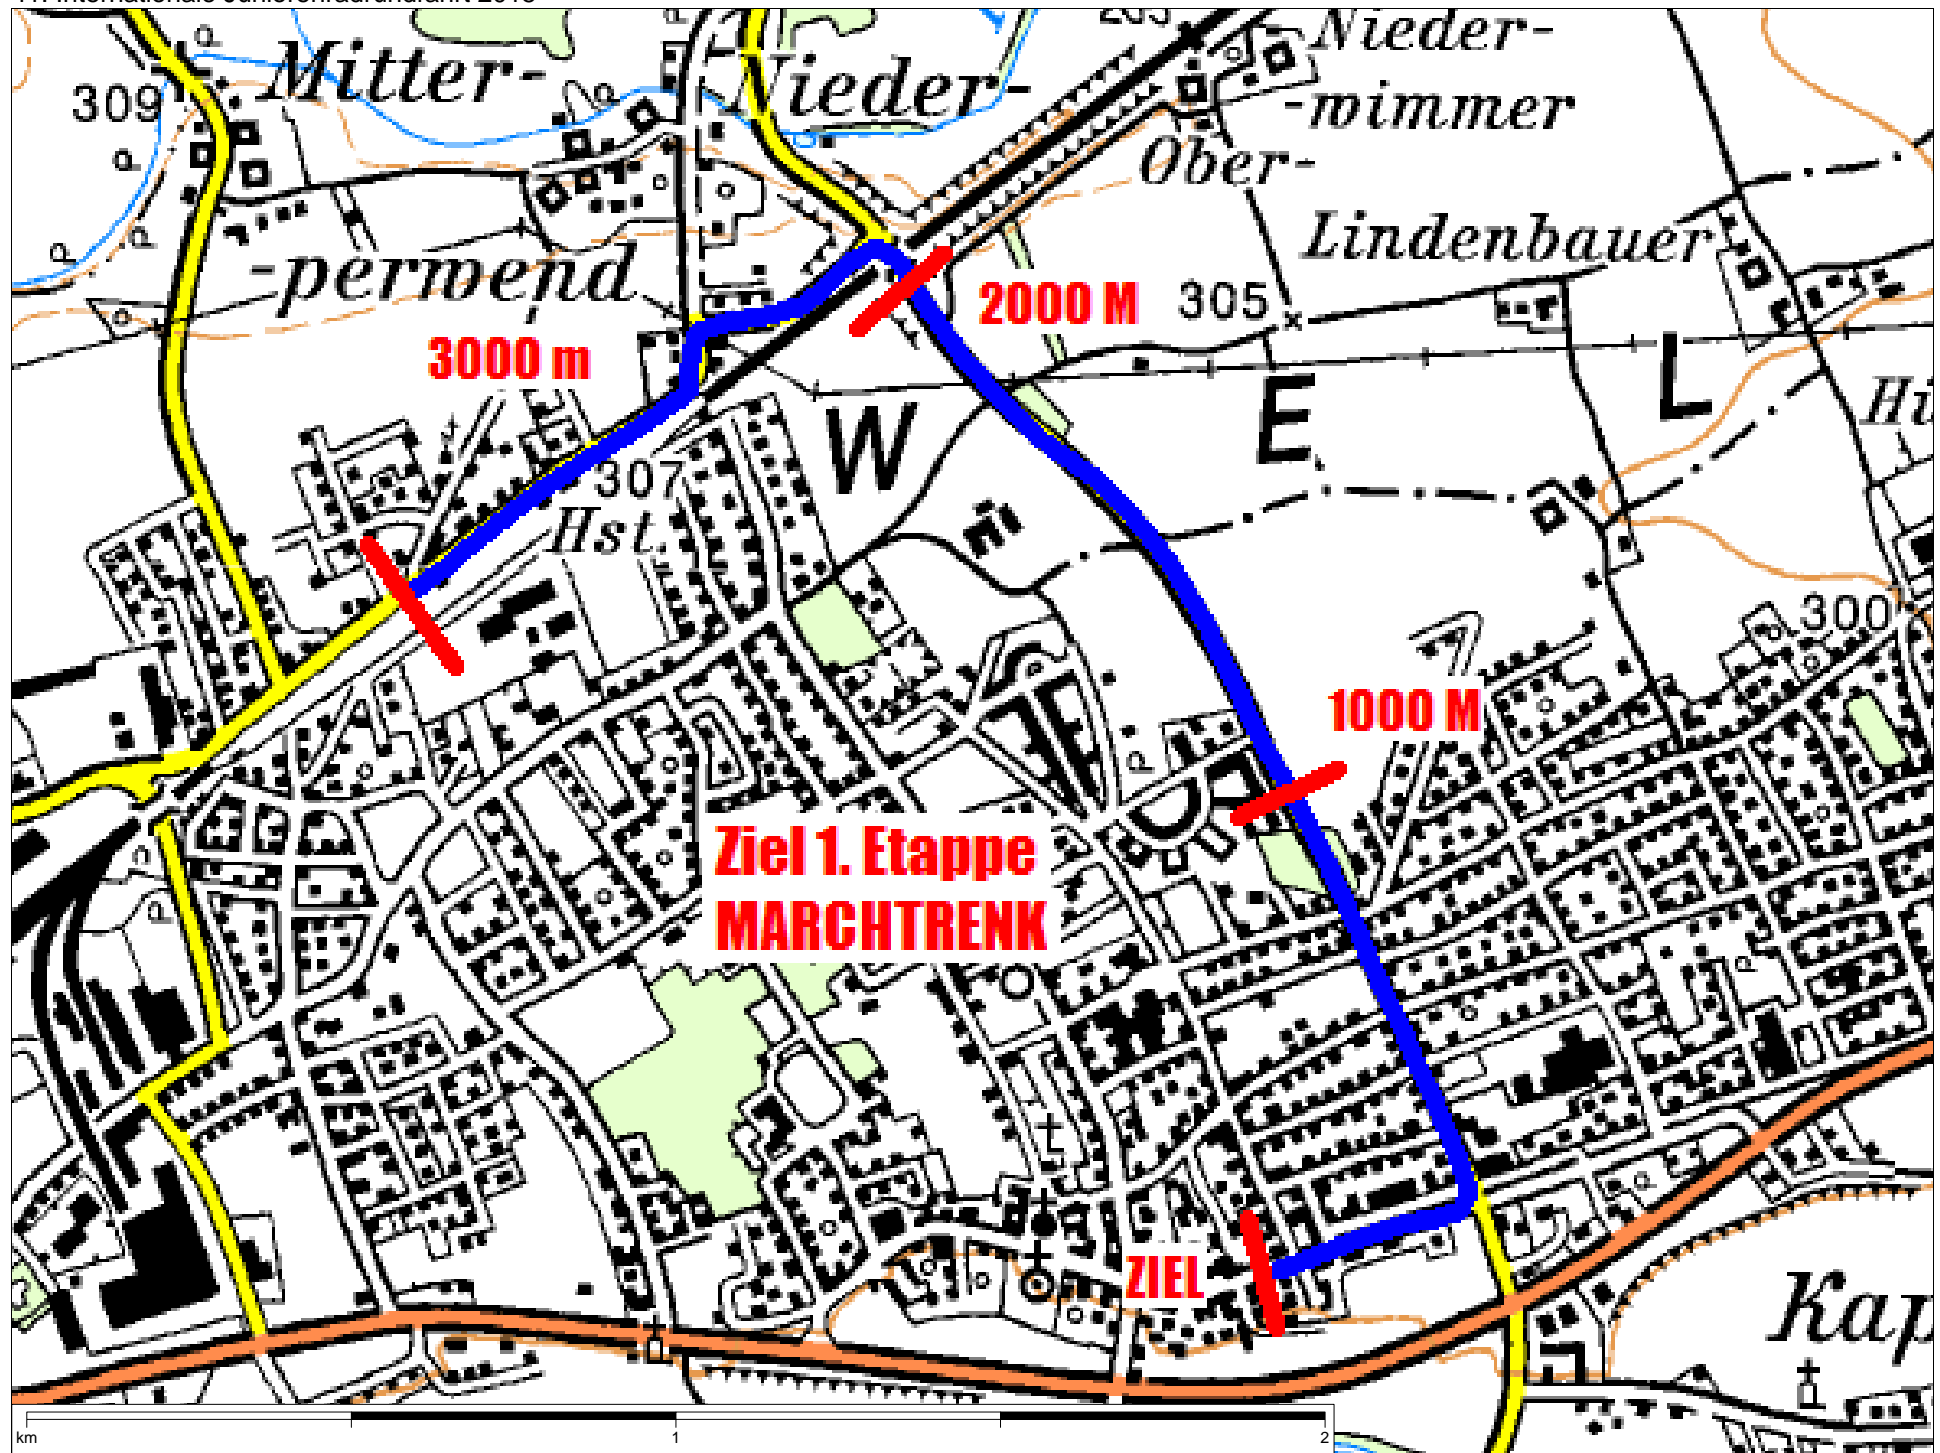 Mitter-
Nieder-
Nieder-
309
-wimmer
Ober-
Lindenbauer
-perwend
2000 M
305
3000 m
L
E
W
307
Hst.
300
1000 M
Ziel 1. Etappe
MARCHTRENK
ZIEL
km
1
2